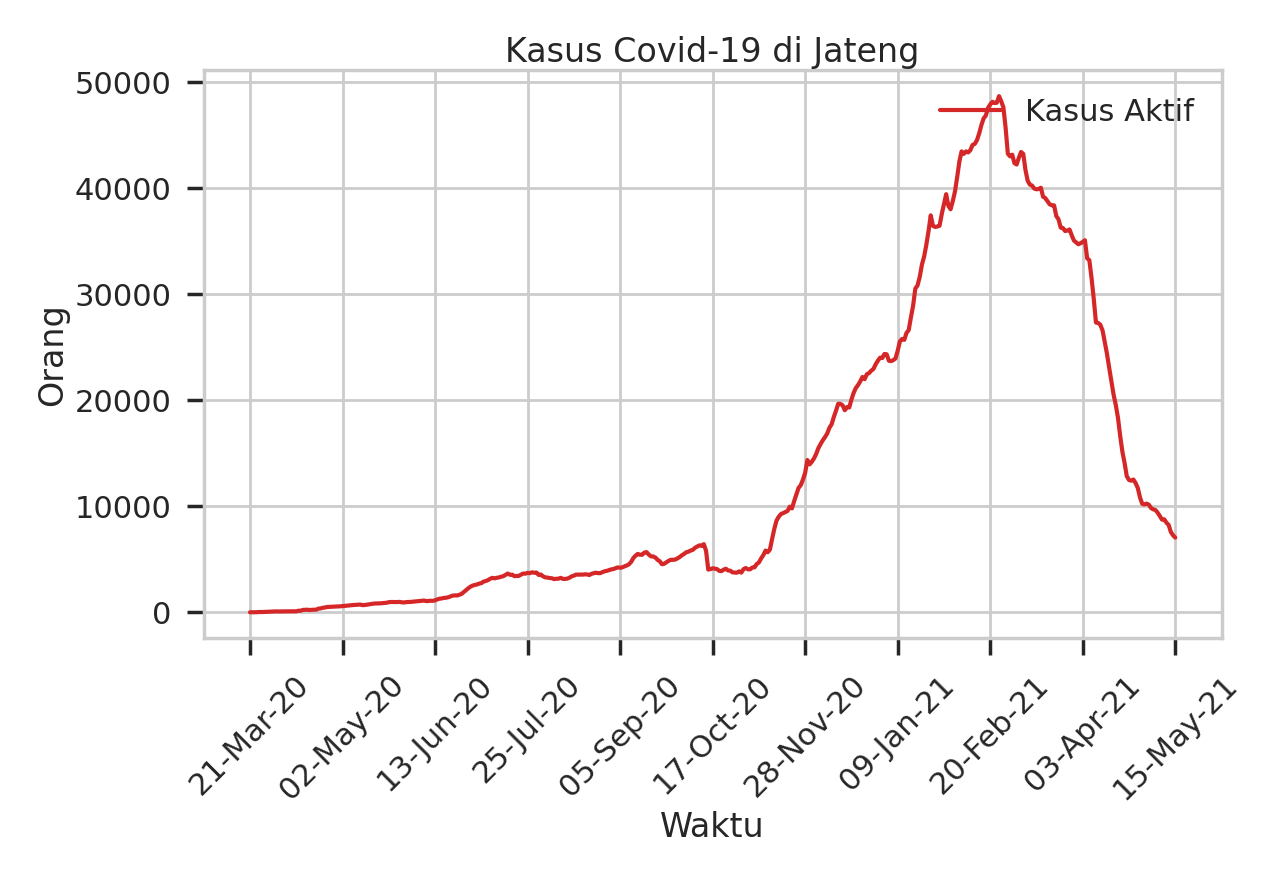 Kasus Covid-19 di Jateng
Kasus Aktif
Orang
50000
40000
30000
20000
10000
0
21-Mar-20
02-May-20
13-Jun-20
25-Jul-20
05-Sep-20
17-Oct-20
28-Nov-20
09-Jan-21
20-Feb-21
03-Apr-21
15-May-21
Waktu